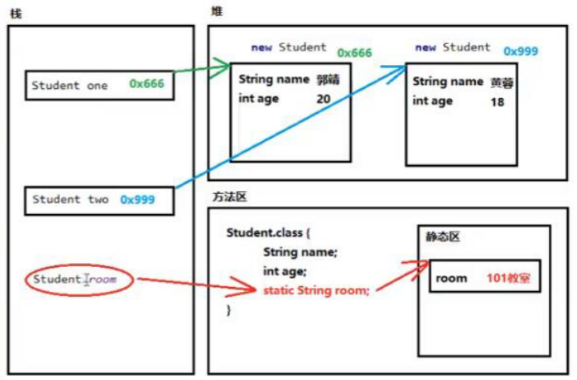 栈
Student one 0x666
Student two 0x999
Student.room
堆
new Student 0x666
String name 郭靖
int age 20
new Student 0x999
String name 黄蓉
int age 18
方法区
Student.class {
String name;
int age;
static String room;
}
静态区
room 101教室